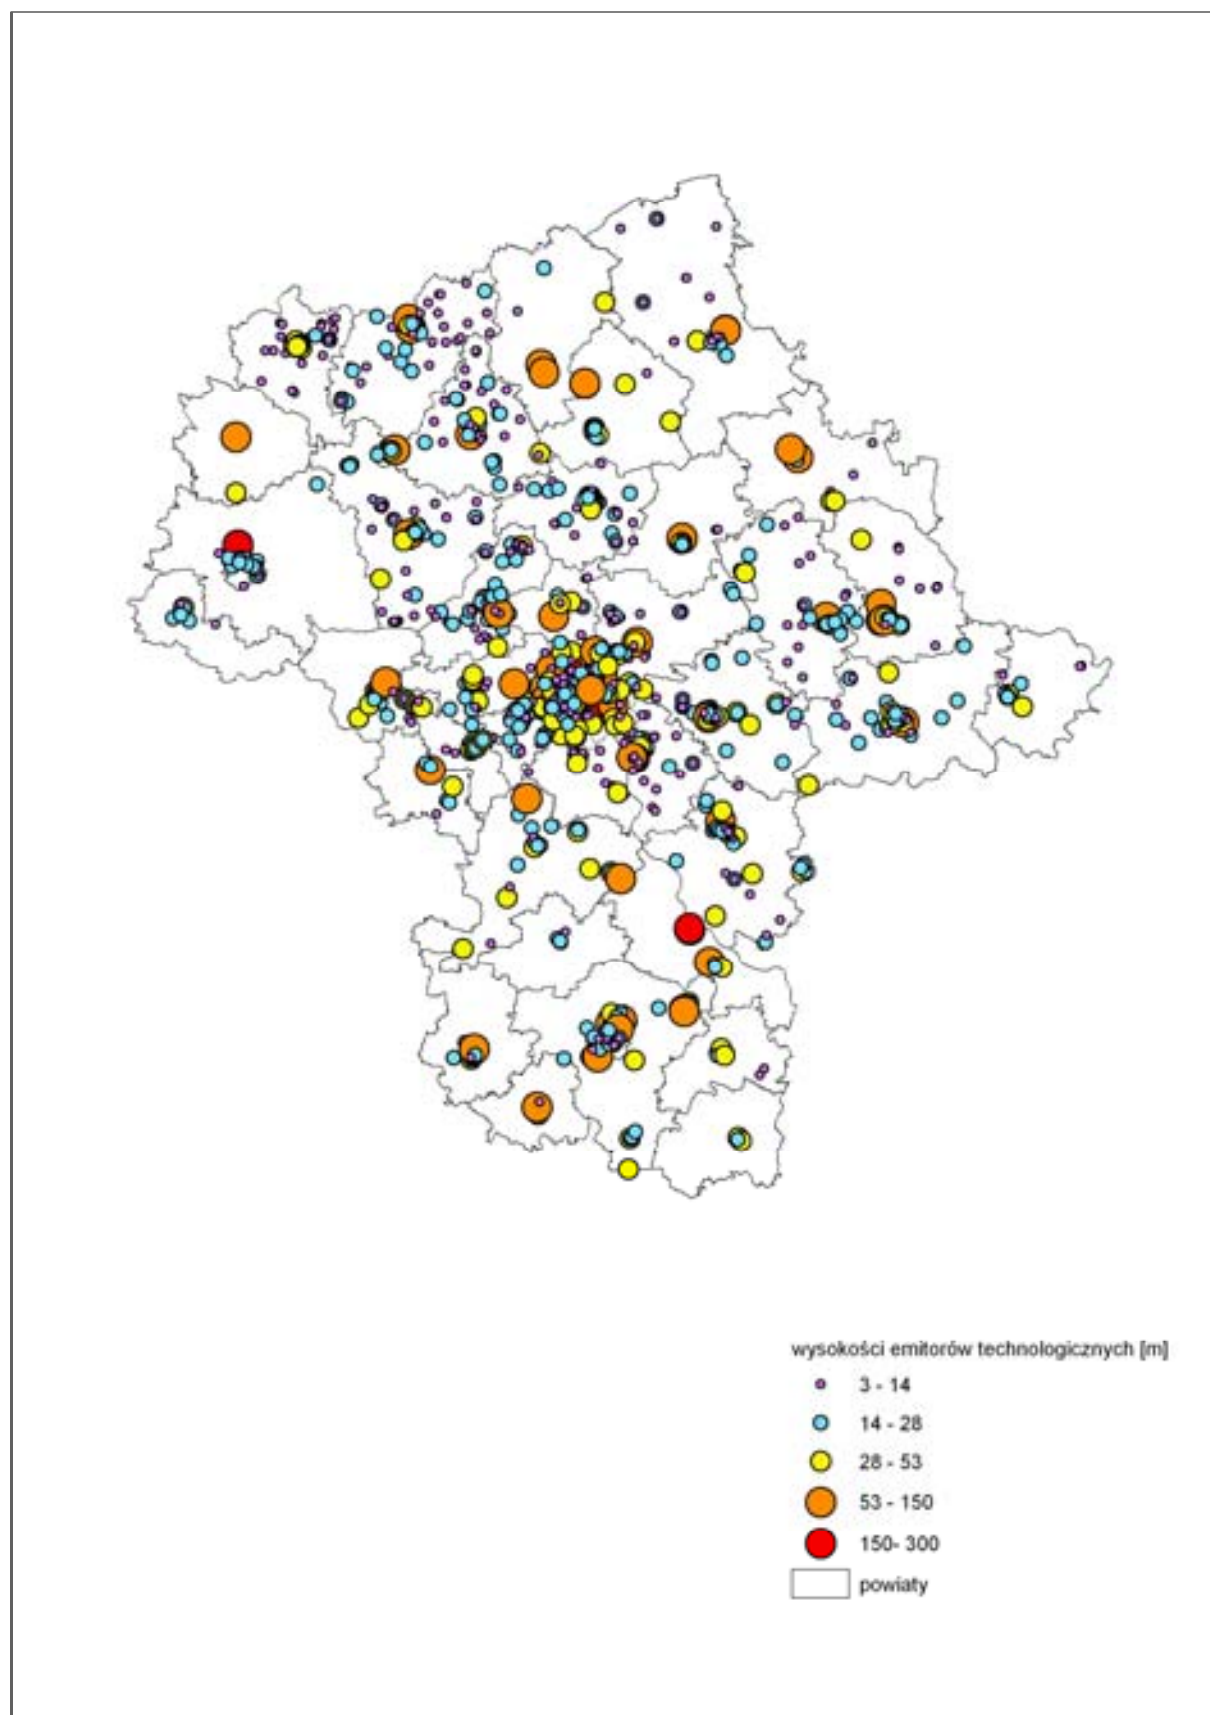 wysokości emitorów technologicznych [m]
3 - 14
14 - 28
28 - 53
53 - 150
150- 300
powiaty